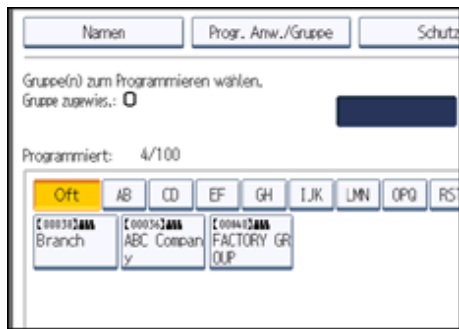 Namen Progr. Anw./Gruppe Schutz
Gruppe(n) zum Programmieren wählen.
Gruppe zugewies.: 0
Programmiert: 4/100
Oft AB CD EF GH IJK LMN OPQ RST
[00038] [00036] [00040]
Branch ABC Compan FACTORY GR
y OUP